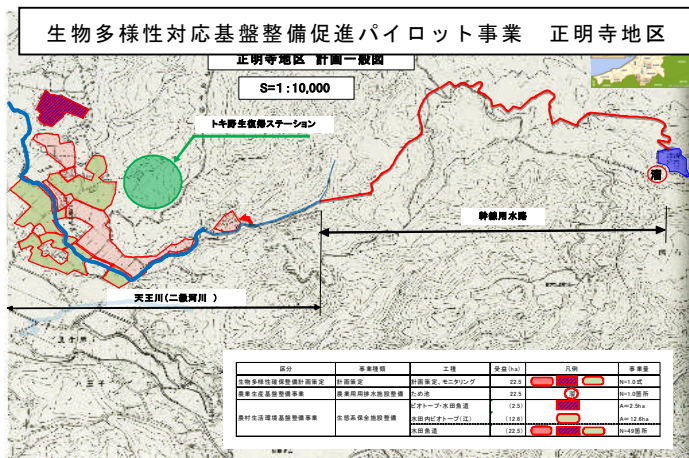 生物多様性対応基盤整備促進パイロット事業　正明寺地区
正明寺地区 計画一般図
S=1:10,000
トキ野生復帰ステーション
溜
幹線用水路
天王川(二級河川 )
区分 事業種類 工種 受益(ha) 凡例 事業量
生物多様性確保整備計画策定 計画策定 計画策定、モニタリング 22.5 N=1.0式
農業生産基盤整備事業 農業用用排水施設整備 ため池 22.5 溜 N=1.0箇所
農村生活環境基盤整備事業 生態系保全施設整備 ビオトープ・水田魚道 (2.5) A=2.5ha
水田内ビオトープ(江) (12.6) A=12.6ha
水田魚道 (22.5) N=49箇所